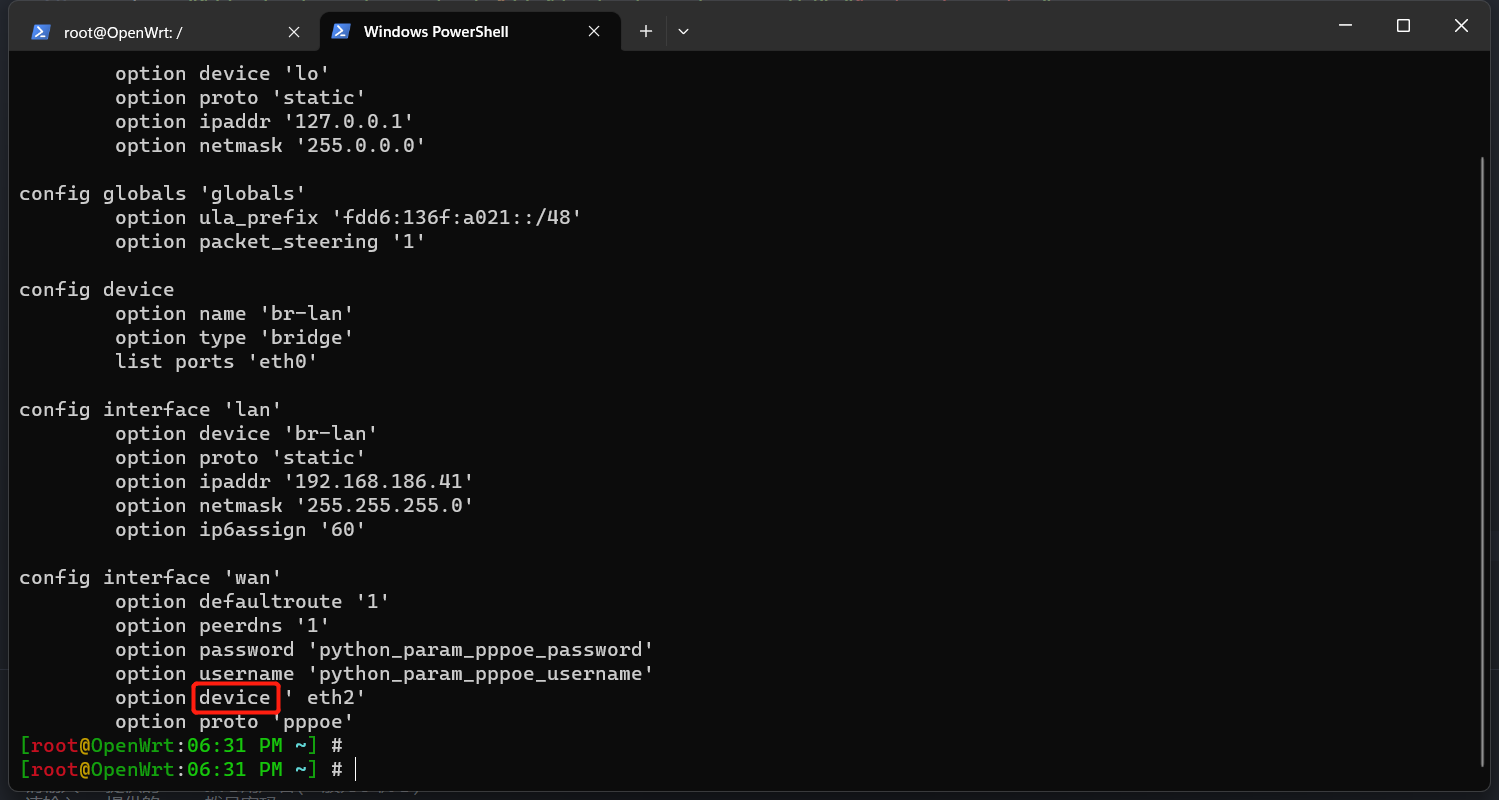 root@OpenWrt: /
Windows PowerShell
option device 'lo'
option proto 'static'
option ipaddr '127.0.0.1'
option netmask '255.0.0.0'
config globals 'globals'
option ula_prefix 'fdd6:136f:a021::/48'
option packet_steering '1'
config device
option name 'br-lan'
option type 'bridge'
list ports 'eth0'
config interface 'lan'
option device 'br-lan'
option proto 'static'
option ipaddr '192.168.186.41'
option netmask '255.255.255.0'
option ip6assign '60'
config interface 'wan'
option defaultroute '1'
option peerdns '1'
option password 'python_param_pppoe_password'
option username 'python_param_pppoe_username'
option device ' eth2'
option proto 'pppoe'
[root@OpenWrt:06:31 PM ~] #
[root@OpenWrt:06:31 PM ~] #